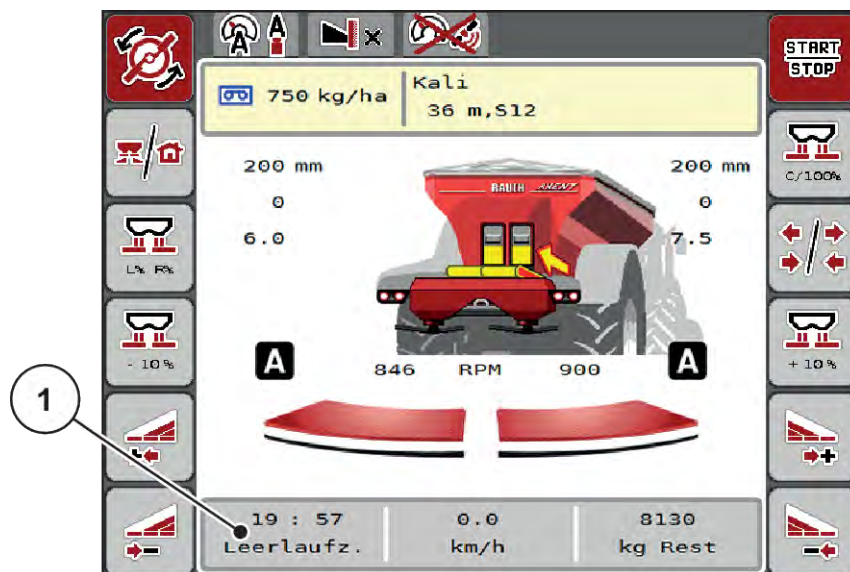 A A
x
START
STOP
750 kg/ha
Kali
36 m,S12
200 mm
200 mm
C/100%
0
0
RAUCH AXENT
6.0
7.5
L% R%
- 10 %
A
846 RPM 900
A
+ 10 %
1
19 : 57
0.0
8130
Leerlaufz.
km/h
kg Rest